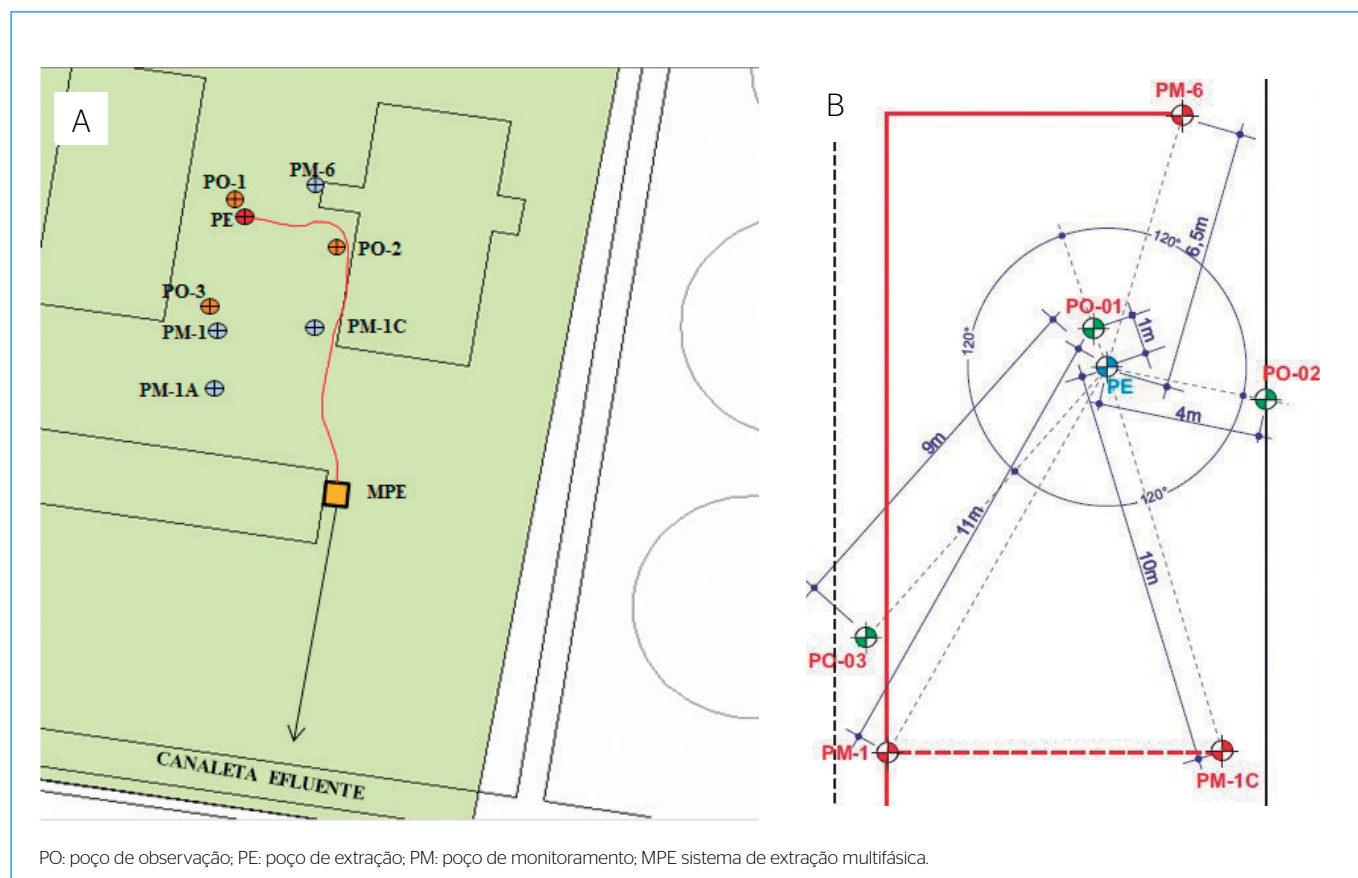 A
PO-1
PE
PM-6
PO-2
PO-3
PM-1
PM-1C
PM-1A
MPE
CANALETA EFLUENTE
B
PM-6
120°
6,5m
PO-01
1m
120°
PE
PO-02
4m
9m
11m
120°
10m
PO-03
PM-1
PM-1C
PO: poço de observação; PE: poço de extração; PM: poço de monitoramento; MPE sistema de extração multifásica.